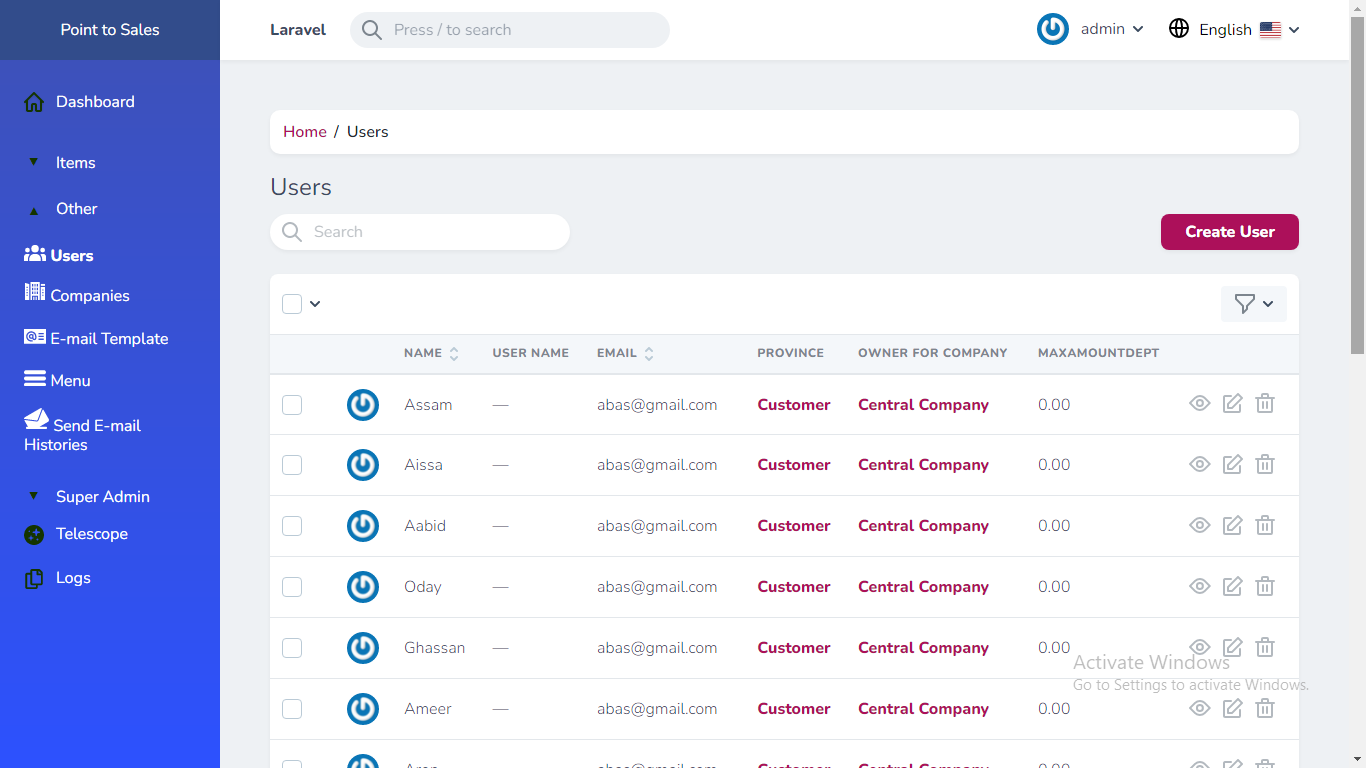 Point to Sales
Laravel
Press / to search
admin
English
Dashboard
Items
Other
Users
Companies
E-mail Template
Menu
Send E-mail
Histories
Super Admin
Telescope
Logs
Home / Users
Users
Search
Create User
NAME USER NAME EMAIL PROVINCE OWNER FOR COMPANY MAXAMOUNTDEPT
Assam — abas@gmail.com Customer Central Company 0.00
Aissa — abas@gmail.com Customer Central Company 0.00
Aabid — abas@gmail.com Customer Central Company 0.00
Oday — abas@gmail.com Customer Central Company 0.00
Ghassan — abas@gmail.com Customer Central Company 0.00
Ameer — abas@gmail.com Customer Central Company 0.00
Activate Windows
Go to Settings to activate Windows.